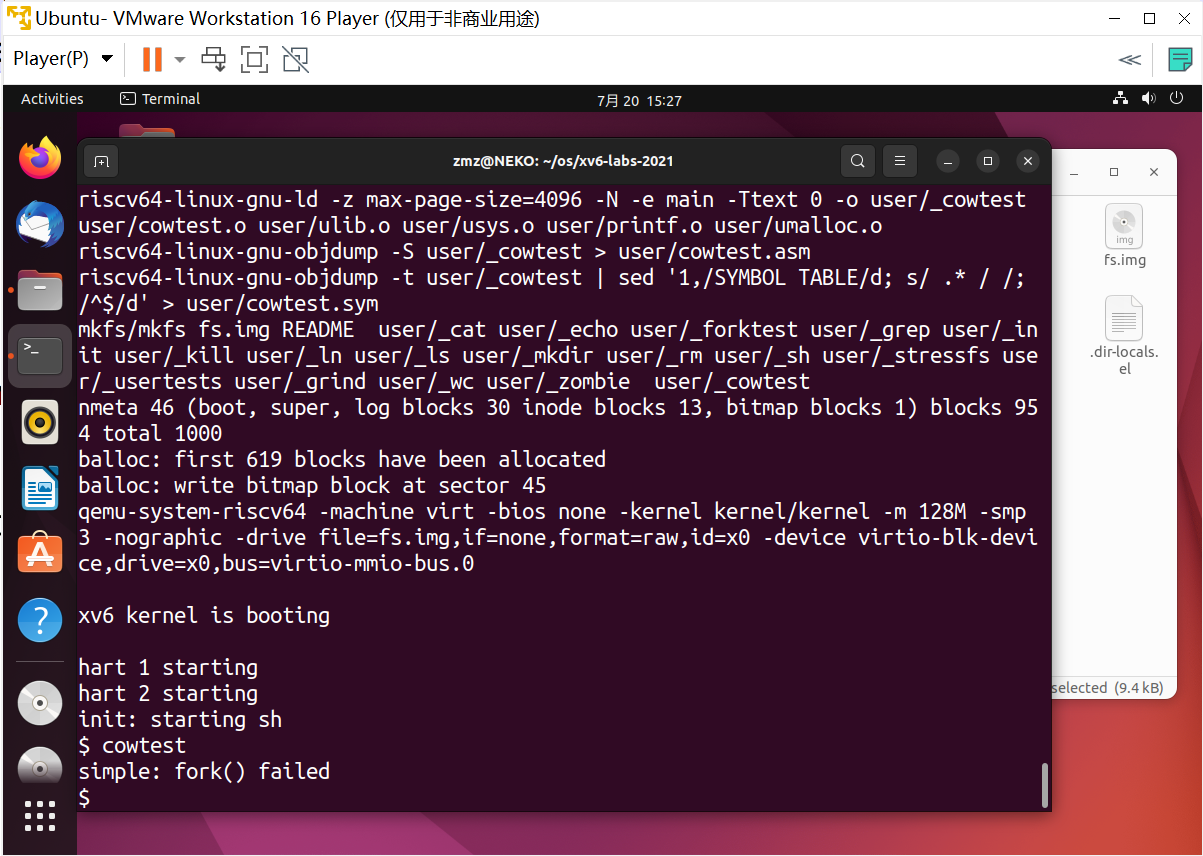 Ubuntu- VMware Workstation 16 Player (仅用于非商业用途)
Player(P)
Activities
Terminal
7月 20 15:27
zmz@NEKO: ~/os/xv6-labs-2021
riscv64-linux-gnu-ld -z max-page-size=4096 -N -e main -Ttext 0 -o user/_cowtest
user/cowtest.o user/ulib.o user/usys.o user/printf.o user/umalloc.o
riscv64-linux-gnu-objdump -S user/_cowtest > user/cowtest.asm
riscv64-linux-gnu-objdump -t user/_cowtest | sed '1,/SYMBOL TABLE/d; s/ .* / /;
/^$/d' > user/cowtest.sym
mkfs/mkfs fs.img README  user/_cat user/_echo user/_forktest user/_grep user/_in
it user/_kill user/_ln user/_ls user/_mkdir user/_rm user/_sh user/_stressfs use
r/_usertests user/_grind user/_wc user/_zombie  user/_cowtest
nmeta 46 (boot, super, log blocks 30 inode blocks 13, bitmap blocks 1) blocks 95
4 total 1000
balloc: first 619 blocks have been allocated
balloc: write bitmap block at sector 45
qemu-system-riscv64 -machine virt -bios none -kernel kernel/kernel -m 128M -smp
3 -nographic -drive file=fs.img,if=none,format=raw,id=x0 -device virtio-blk-devi
ce,drive=x0,bus=virtio-mmio-bus.0
xv6 kernel is booting
hart 1 starting
hart 2 starting
init: starting sh
$ cowtest
simple: fork() failed
$
img
fs.img
.dir-locals.
el
selected (9.4 kB)